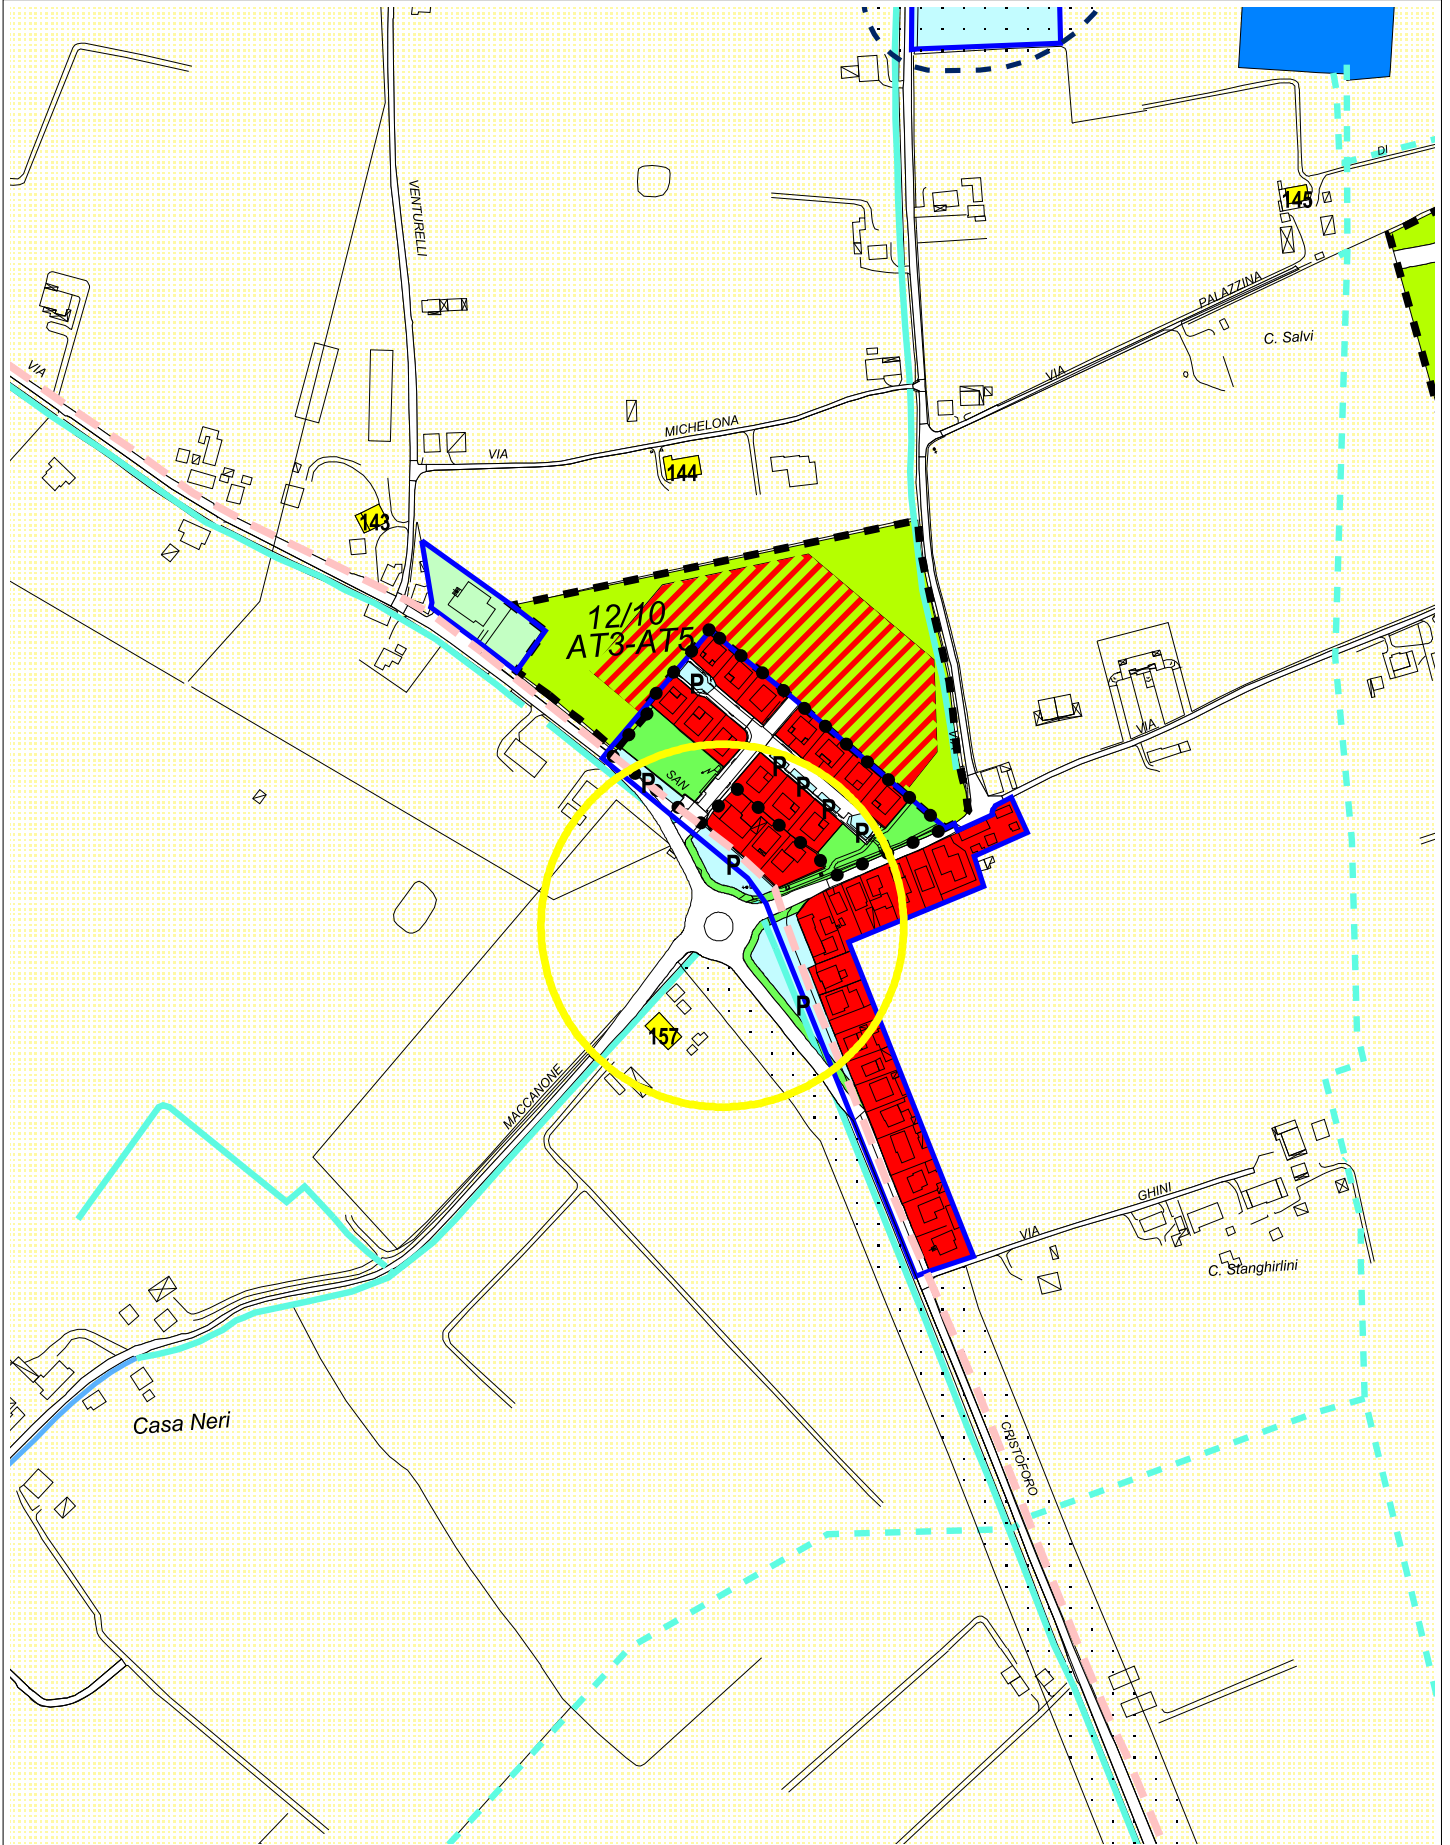 DI
145
VENTURELLI
PALAZZINA
C. Salvi
VIA
VIA
MICHELONA
VIA
144
143
12/10
AT3-AT5
P
VIA
SAN
P
P
P
P
P
P
P
157
MACCANONE
GHINI
VIA
C. Stanghirlini
Casa Neri
CRISTOFORO